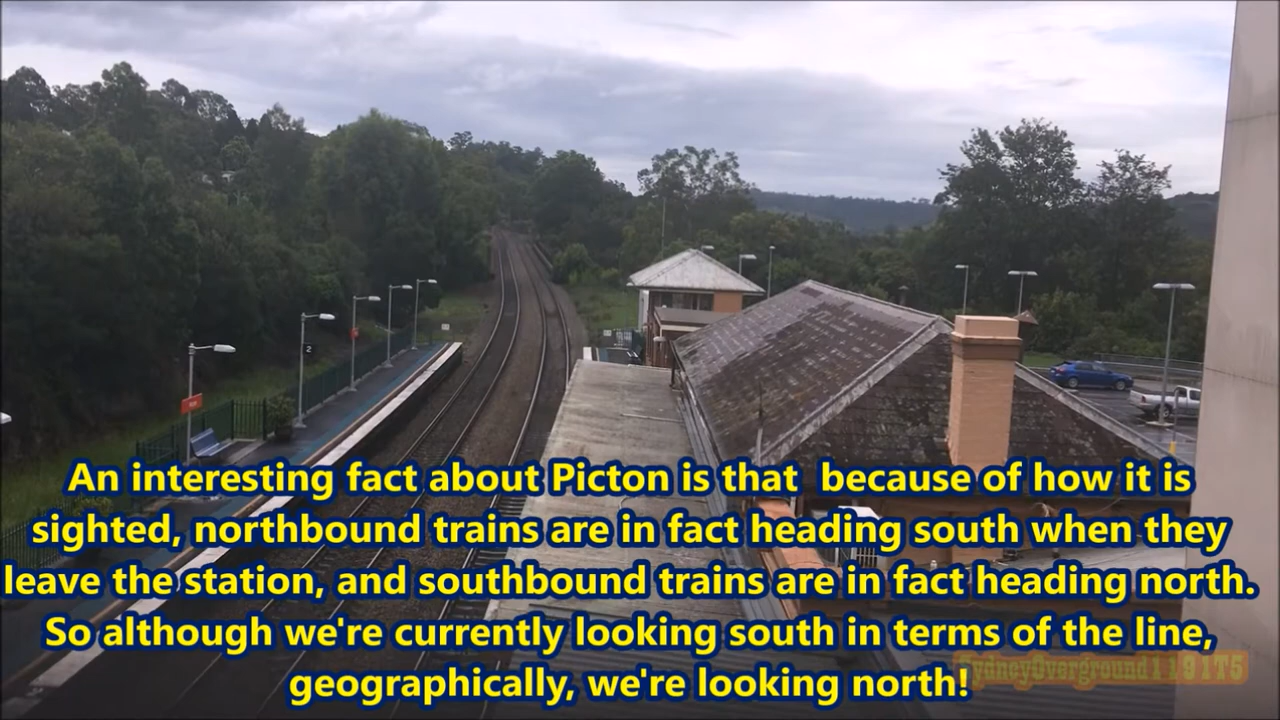 2
An interesting fact about Picton is that  because of how it is
sighted, northbound trains are in fact heading south when they
leave the station, and southbound trains are in fact heading north.
So although we're currently looking south in terms of the line,
geographically, we're looking north!
SydneyOverground1191T5